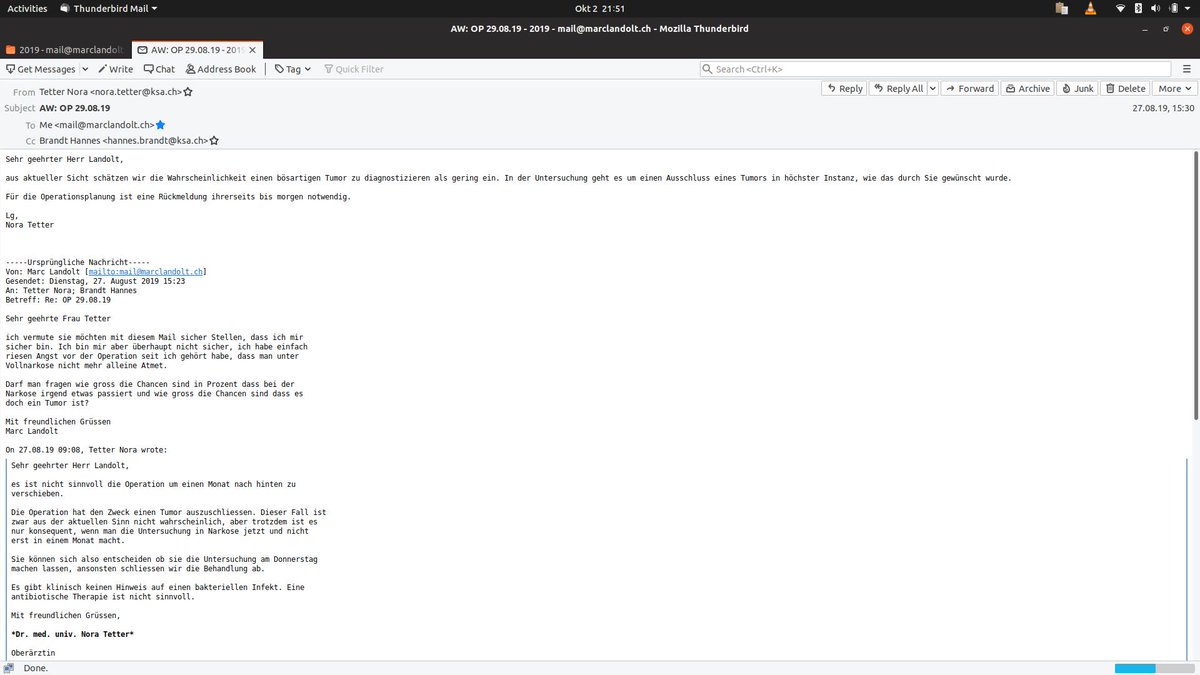 Activities Thunderbird Mail Okt 2 21:51
AW: OP 29.08.19 - 2019 - mail@marclandolt.ch - Mozilla Thunderbird
2019 - mail@marclandolt AW: OP 29.08.19 - 2019
Get Messages Write Chat Address Book Tag Quick Filter Search <Ctrl+K>
From Tetter Nora <nora.tetter@ksa.ch> Reply Reply All Forward Archive Junk Delete More
Subject AW: OP 29.08.19 27.08.19, 15:30
To Me <mail@marclandolt.ch>
Cc Brandt Hannes <hannes.brandt@ksa.ch>
Sehr geehrter Herr Landolt,
aus aktueller Sicht schätzen wir die Wahrscheinlichkeit einen bösartigen Tumor zu diagnostizieren als gering ein. In der Untersuchung geht es um einen Ausschluss eines Tumors in höchster Instanz, wie das durch Sie gewünscht wurde.
Für die Operationsplanung ist eine Rückmeldung ihrerseits bis morgen notwendig.
Lg,
Nora Tetter
-----Ursprüngliche Nachricht-----
Von: Marc Landolt [mailto:mail@marclandolt.ch]
Gesendet: Dienstag, 27. August 2019 15:23
An: Tetter Nora; Brandt Hannes
Betreff: Re: OP 29.08.19
Sehr geehrte Frau Tetter
ich vermute sie möchten mit diesem Mail sicher Stellen, dass ich mir
sicher bin. Ich bin mir aber überhaupt nicht sicher, ich habe einfach
riesen Angst vor der Operation seit ich gehört habe, dass man unter
Vollnarkose nicht mehr alleine Atmet.
Darf man fragen wie gross die Chancen sind in Prozent dass bei der
Narkose irgend etwas passiert und wie gross die Chancen sind dass es
doch ein Tumor ist?
Mit freundlichen Grüssen
Marc Landolt
On 27.08.19 09:08, Tetter Nora wrote:
Sehr geehrter Herr Landolt,
es ist nicht sinnvoll die Operation um einen Monat nach hinten zu
verschieben.
Die Operation hat den Zweck einen Tumor auszuschliessen. Dieser Fall ist
zwar aus der aktuellen Sinn nicht wahrscheinlich, aber trotzdem ist es
nur konsequent, wenn man die Untersuchung in Narkose jetzt und nicht
erst in einem Monat macht.
Sie können sich also entscheiden ob sie die Untersuchung am Donnerstag
machen lassen, ansonsten schliessen wir die Behandlung ab.
Es gibt klinisch keinen Hinweis auf einen bakteriellen Infekt. Eine
antibiotische Therapie ist nicht sinnvoll.
Mit freundlichen Grüssen,
*Dr. med. univ. Nora Tetter*
Oberärztin
Done.